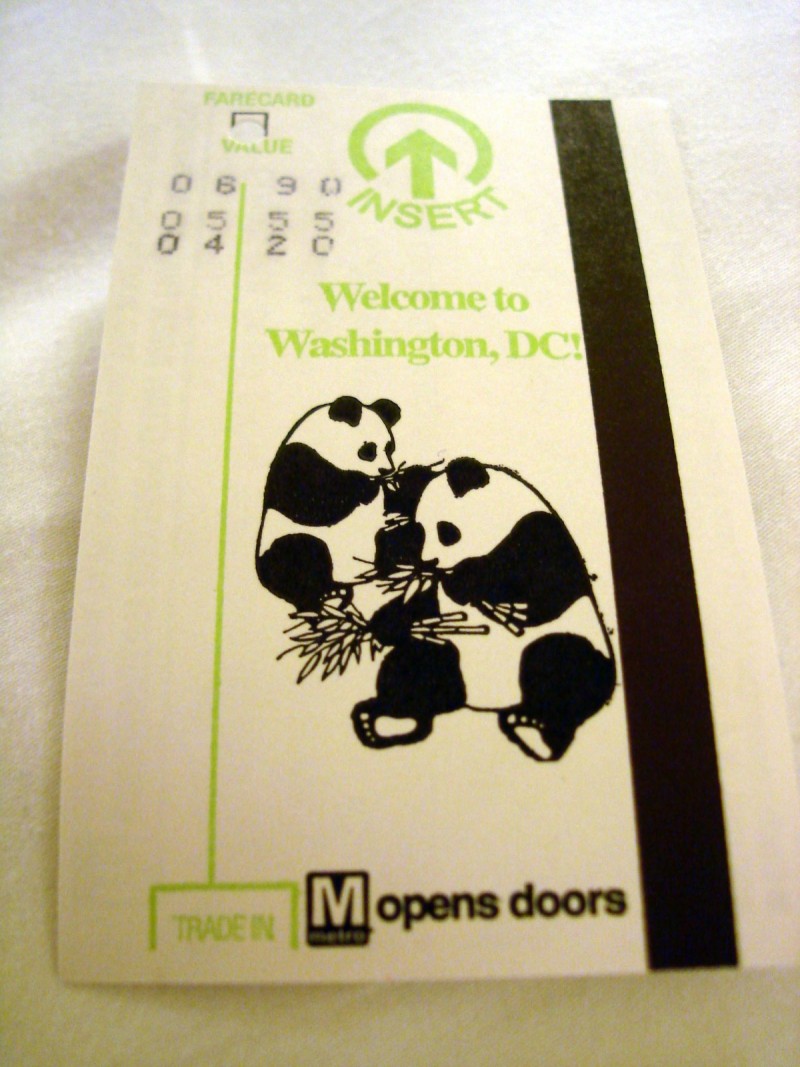 FARECARD
VALUE
INSERT
06 90
05 55
04 20
Welcome to
Washington, DC!
TRADE IN
M opens doors
metro